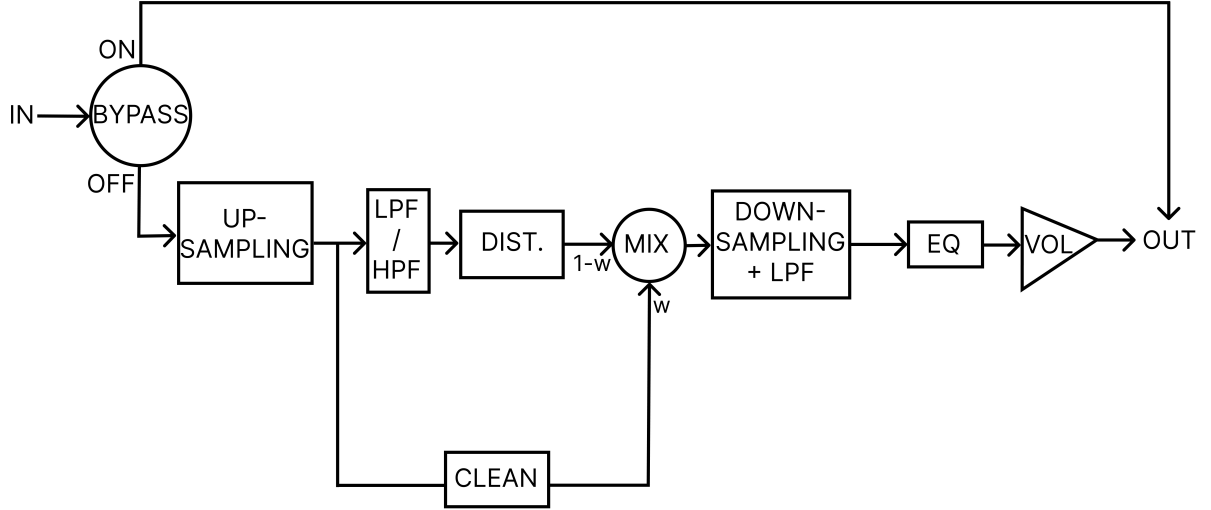 ON
IN
BYPASS
OFF
UP-
SAMPLING
LPF
/
HPF
DIST.
1-w
MIX
w
DOWN-
SAMPLING
+ LPF
EQ
VOL
OUT
CLEAN